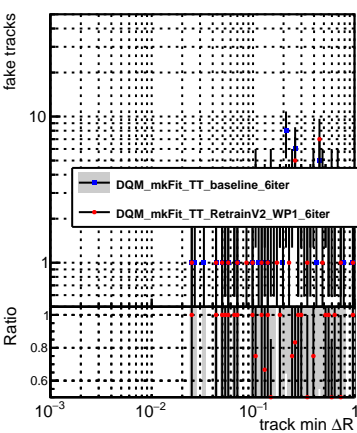 fake tracks
10
1
DQM_mkFit_TT_baseline_6iter
DQM_mkFit_TT_RetrainV2_WP1_6iter
Ratio
1
0.8
0.6
10⁻³
10⁻²
10⁻¹
1
track min ΔR